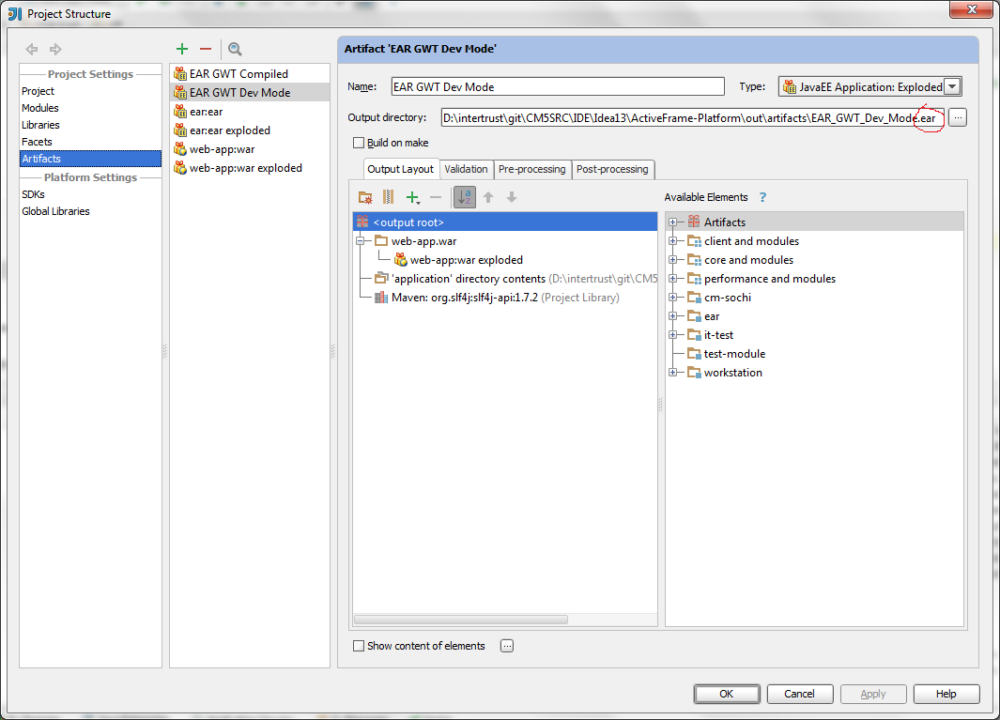 Project Structure
Project Settings
Project
Modules
Libraries
Facets
Artifacts
Platform Settings
SDKs
Global Libraries
EAR GWT Compiled
EAR GWT Dev Mode
ear:ear
ear:ear exploded
web-app:war
web-app:war exploded
Artifact 'EAR GWT Dev Mode'
Name: EAR GWT Dev Mode Type: JavaEE Application: Exploded
Output directory: D:\intertrust\git\CM5SRC\IDE\Idea13\ActiveFrame-Platform\out\artifacts\EAR_GWT_Dev_Mode.ear ...
Build on make
Output Layout Validation Pre-processing Post-processing
<output root>
web-app.war
web-app:war exploded
'application' directory contents (D:\intertrust\git\CM5
Maven: org.slf4j:slf4j-api:1.7.2 (Project Library)
Available Elements ?
Artifacts
client and modules
core and modules
performance and modules
cm-sochi
ear
it-test
test-module
workstation
Show content of elements ...
OK Cancel Apply Help